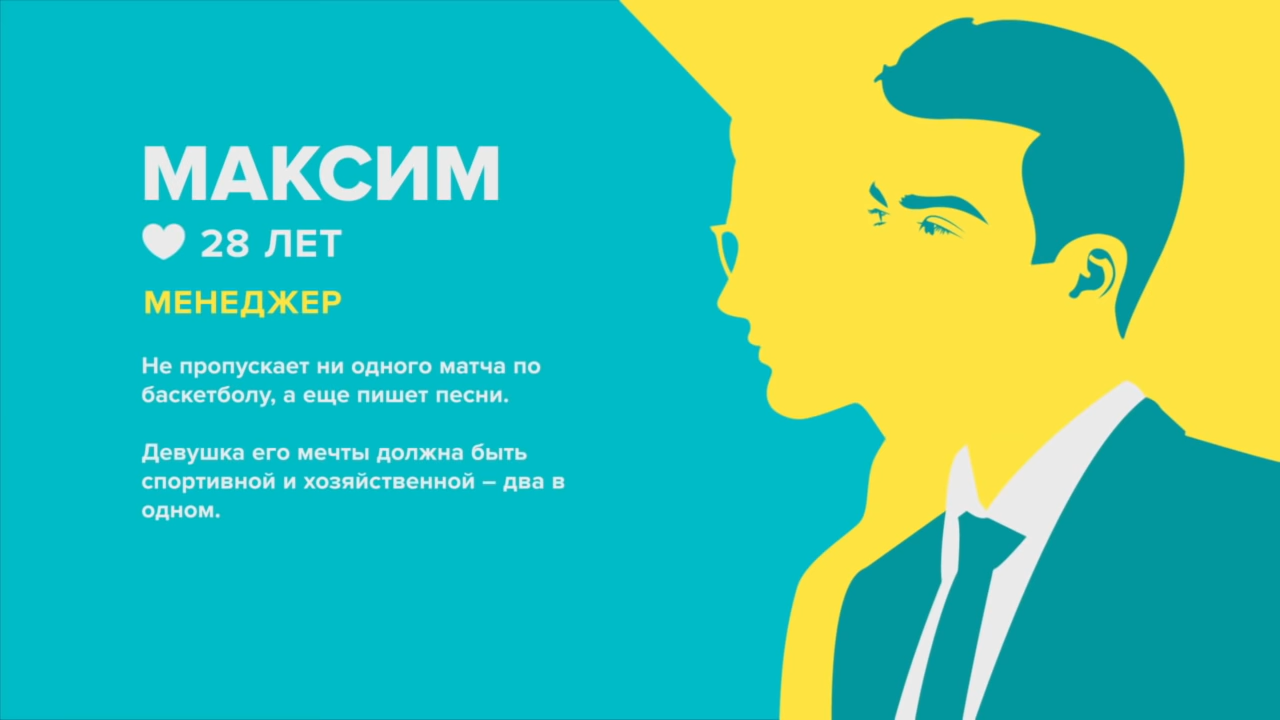 МАКСИМ
28 ЛЕТ
МЕНЕДЖЕР
Не пропускает ни одного матча по
баскетболу, а еще пишет песни.
Девушка его мечты должна быть
спортивной и хозяйственной – два в
одном.